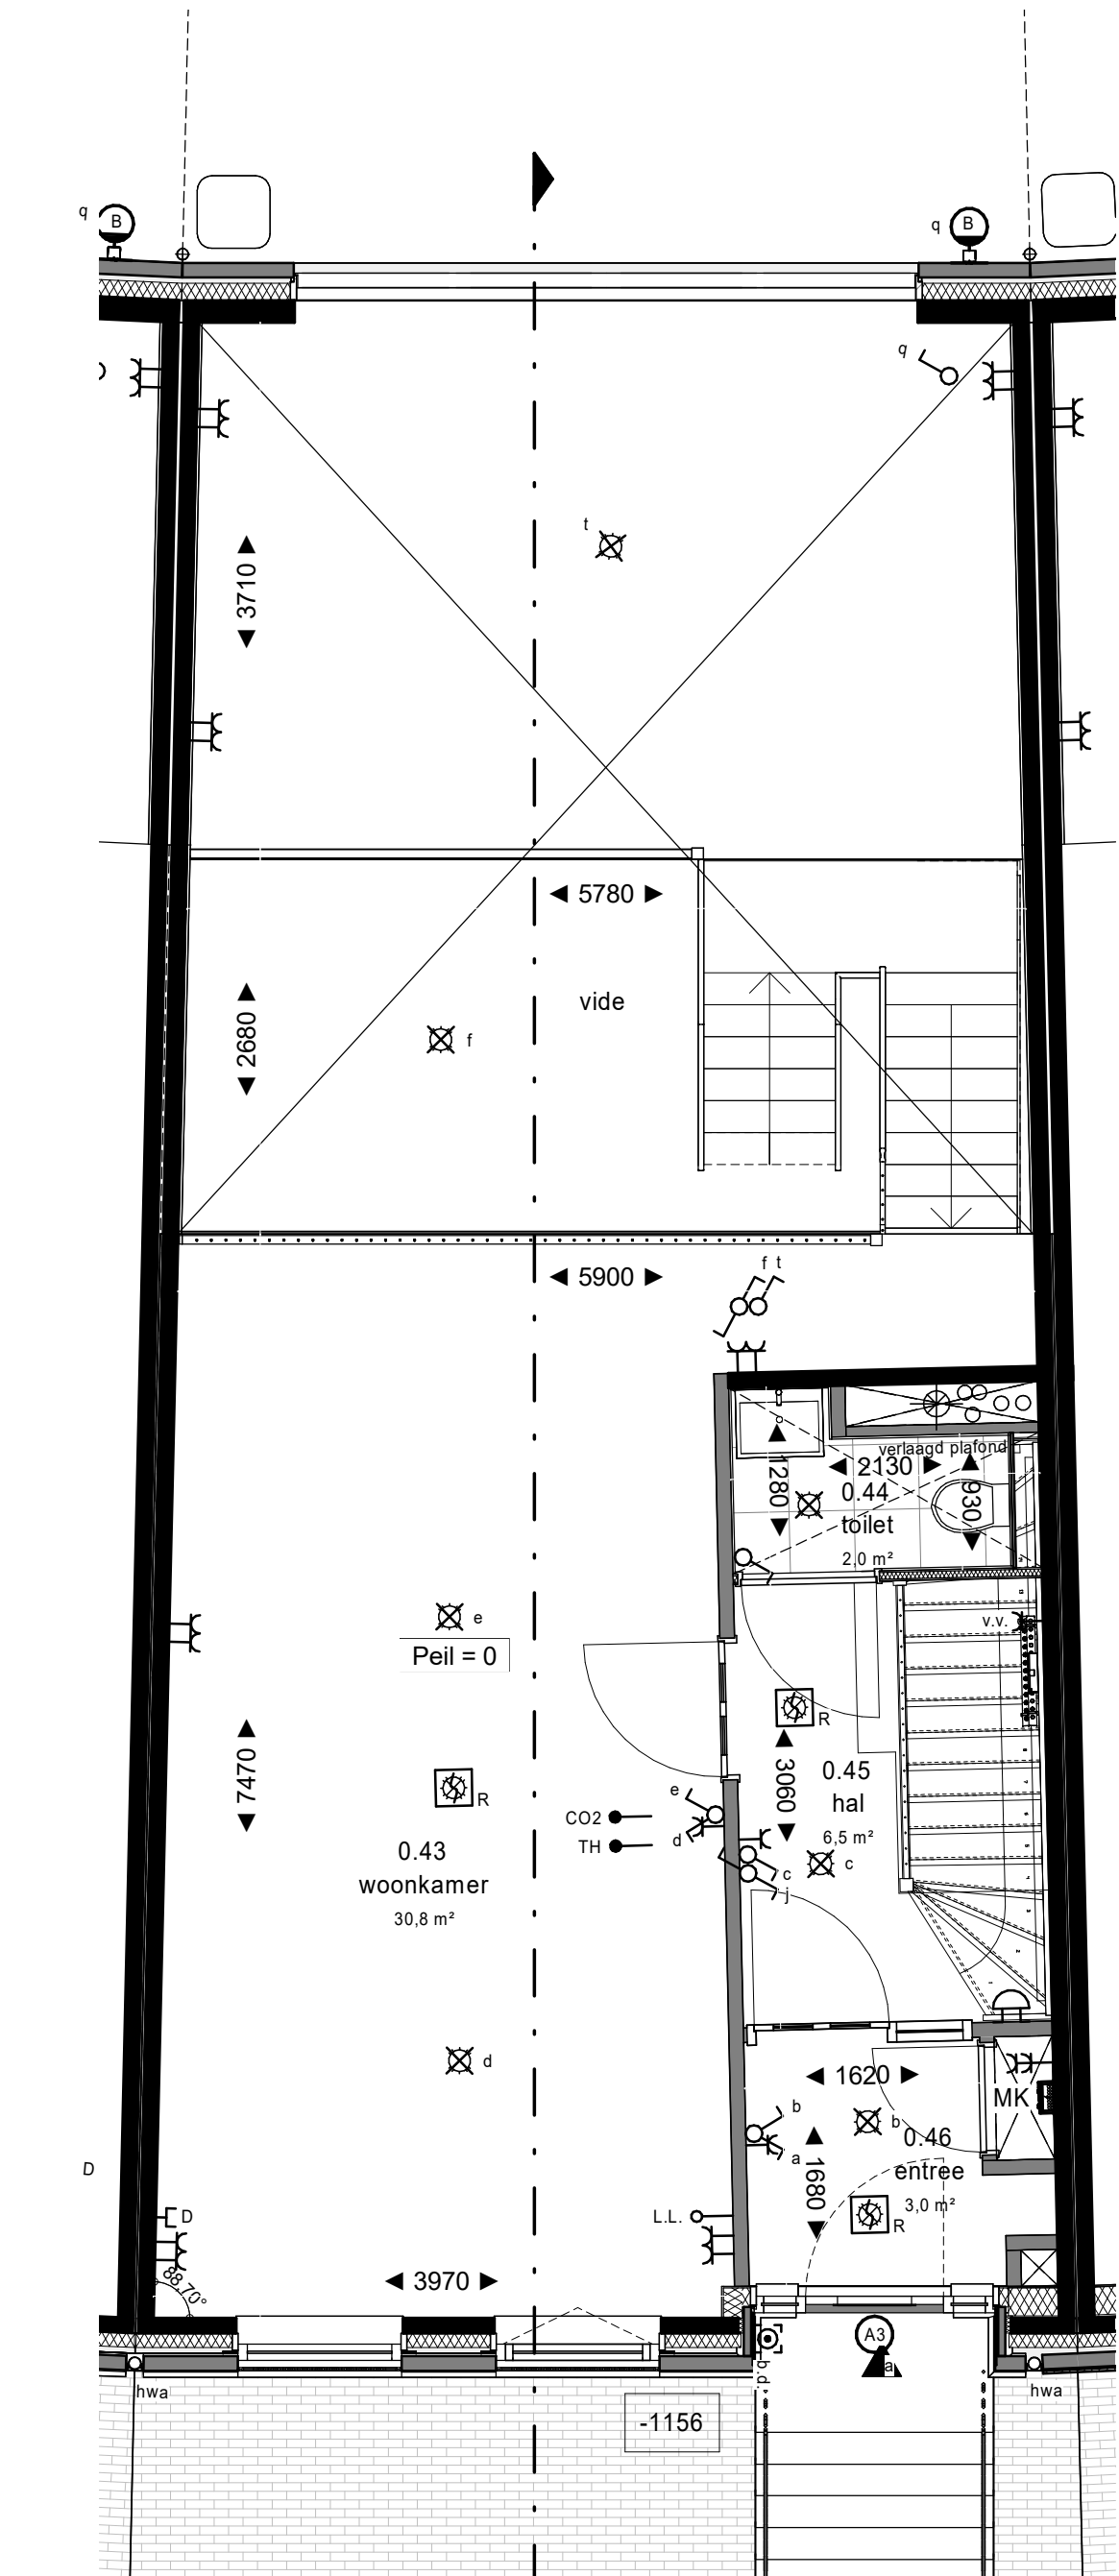 q
B
q
B
q
t
3710
5780
vide
2680
f
5900
f t
verlaagd plafond
2130
1280
930
0.44
toilet
2,0 m²
e
v.v.
Peil = 0
R
3060
7470
0.45
hal
6,5 m²
R
e
CO2
d
TH
c
c
j
0.43
woonkamer
30,8 m²
d
1620
MK
b
b
0.46
a
entree
1680
3,0 m²
D
D
L.L.
R
88,70°
3970
A3
a
b.d.
hwa
hwa
-1156